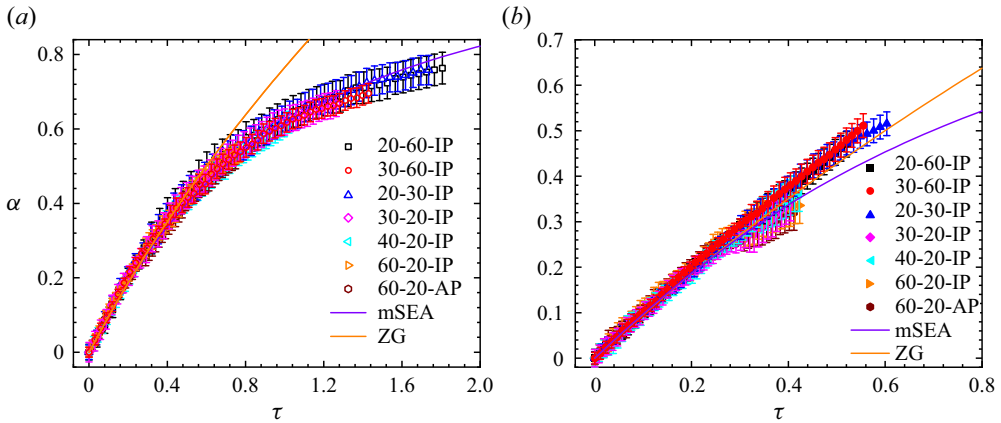 (a)
0.8
0.6
α 0.4
0.2
0
20-60-IP
30-60-IP
20-30-IP
30-20-IP
40-20-IP
60-20-IP
60-20-AP
mSEA
ZG
0 0.4 0.8 1.2 1.6 2.0
τ
(b)
0.7
0.6
0.5
0.4
0.3
0.2
0.1
0
20-60-IP
30-60-IP
20-30-IP
30-20-IP
40-20-IP
60-20-IP
60-20-AP
mSEA
ZG
0 0.2 0.4 0.6 0.8
τ